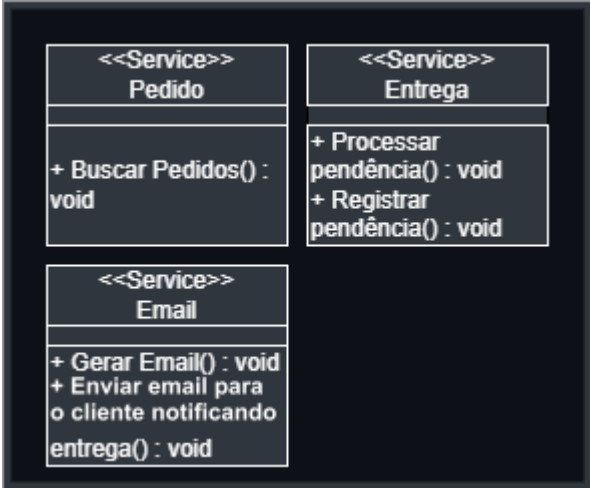 <<Service>>
Pedido
+ Buscar Pedidos() :
void
<<Service>>
Entrega
+ Processar
pendência() : void
+ Registrar
pendência() : void
<<Service>>
Email
+ Gerar Email() : void
+ Enviar email para
o cliente notificando
entrega() : void